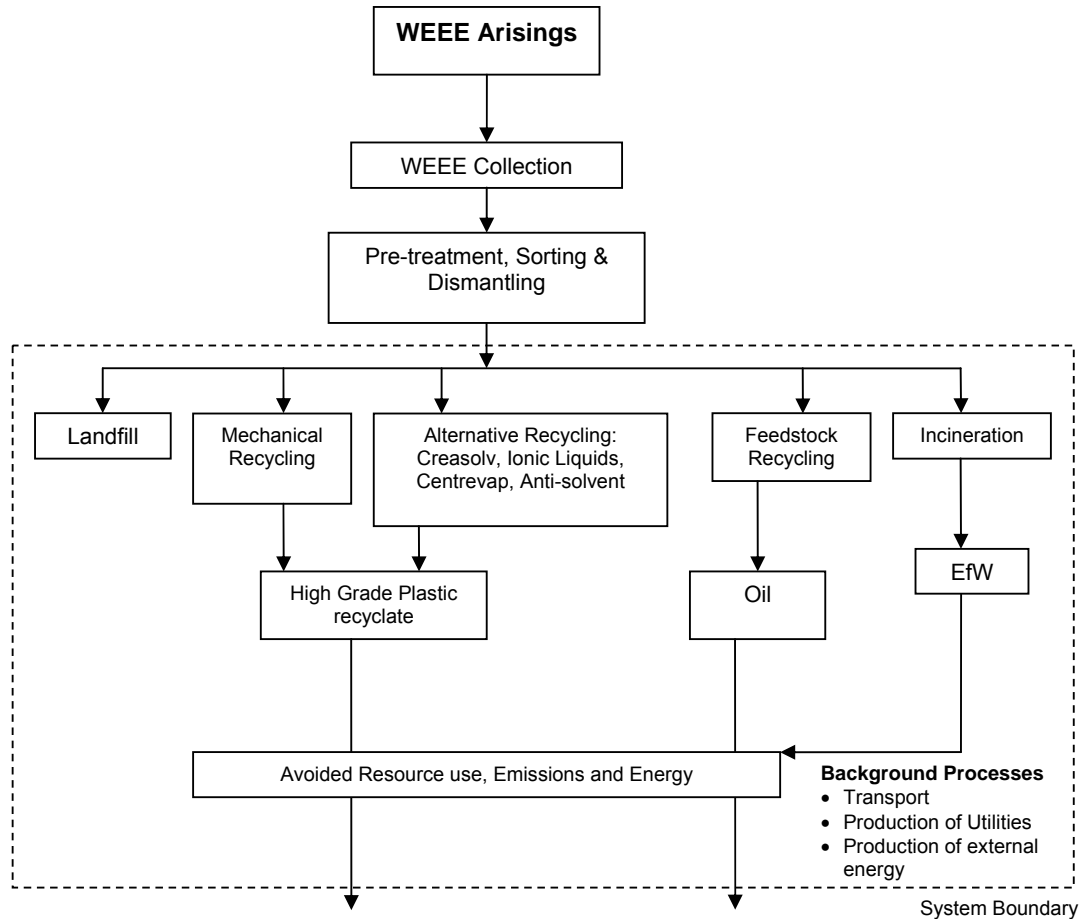 WEEE Arisings
WEEE Collection
Pre-treatment, Sorting &
Dismantling
Landfill
Mechanical
Recycling
Alternative Recycling:
Creasolv, Ionic Liquids,
Centrevap, Anti-solvent
Feedstock
Recycling
Incineration
High Grade Plastic
recyclate
Oil
EfW
Avoided Resource use, Emissions and Energy
Background Processes
• Transport
• Production of Utilities
• Production of external
energy
System Boundary